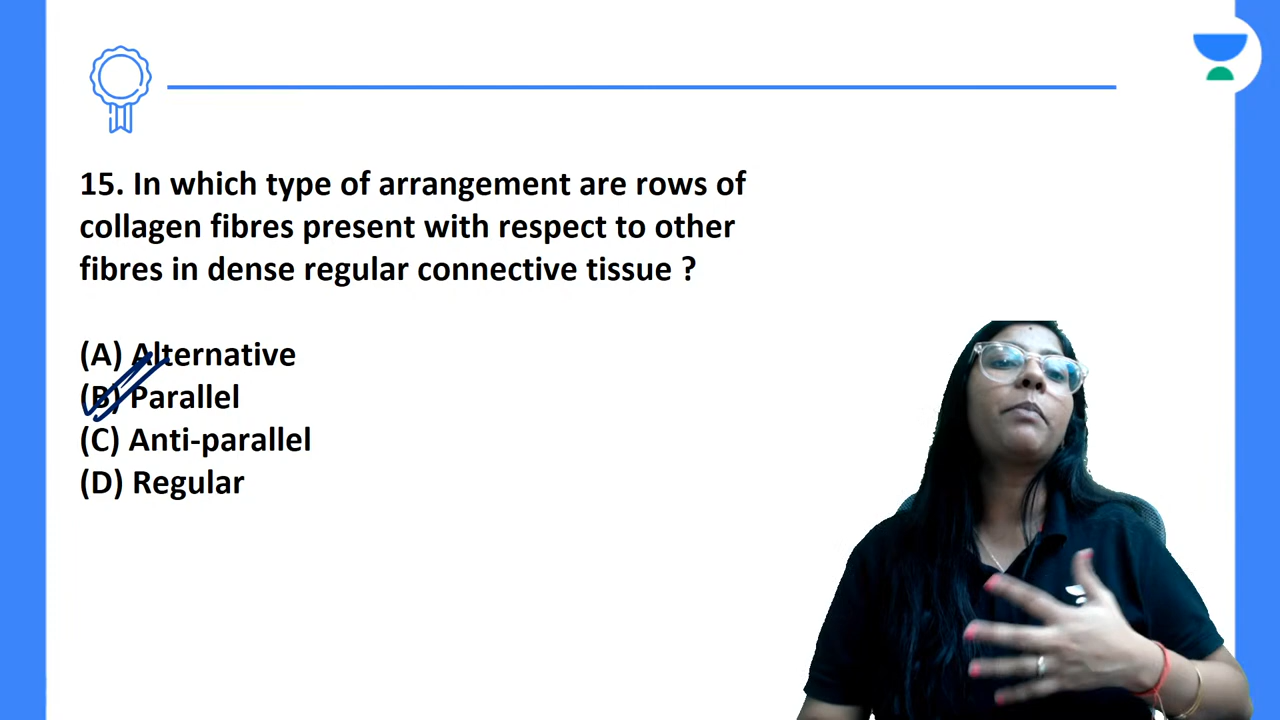 15. In which type of arrangement are rows of
collagen fibres present with respect to other
fibres in dense regular connective tissue ?
(A) Alternative
(B) Parallel
(C) Anti-parallel
(D) Regular